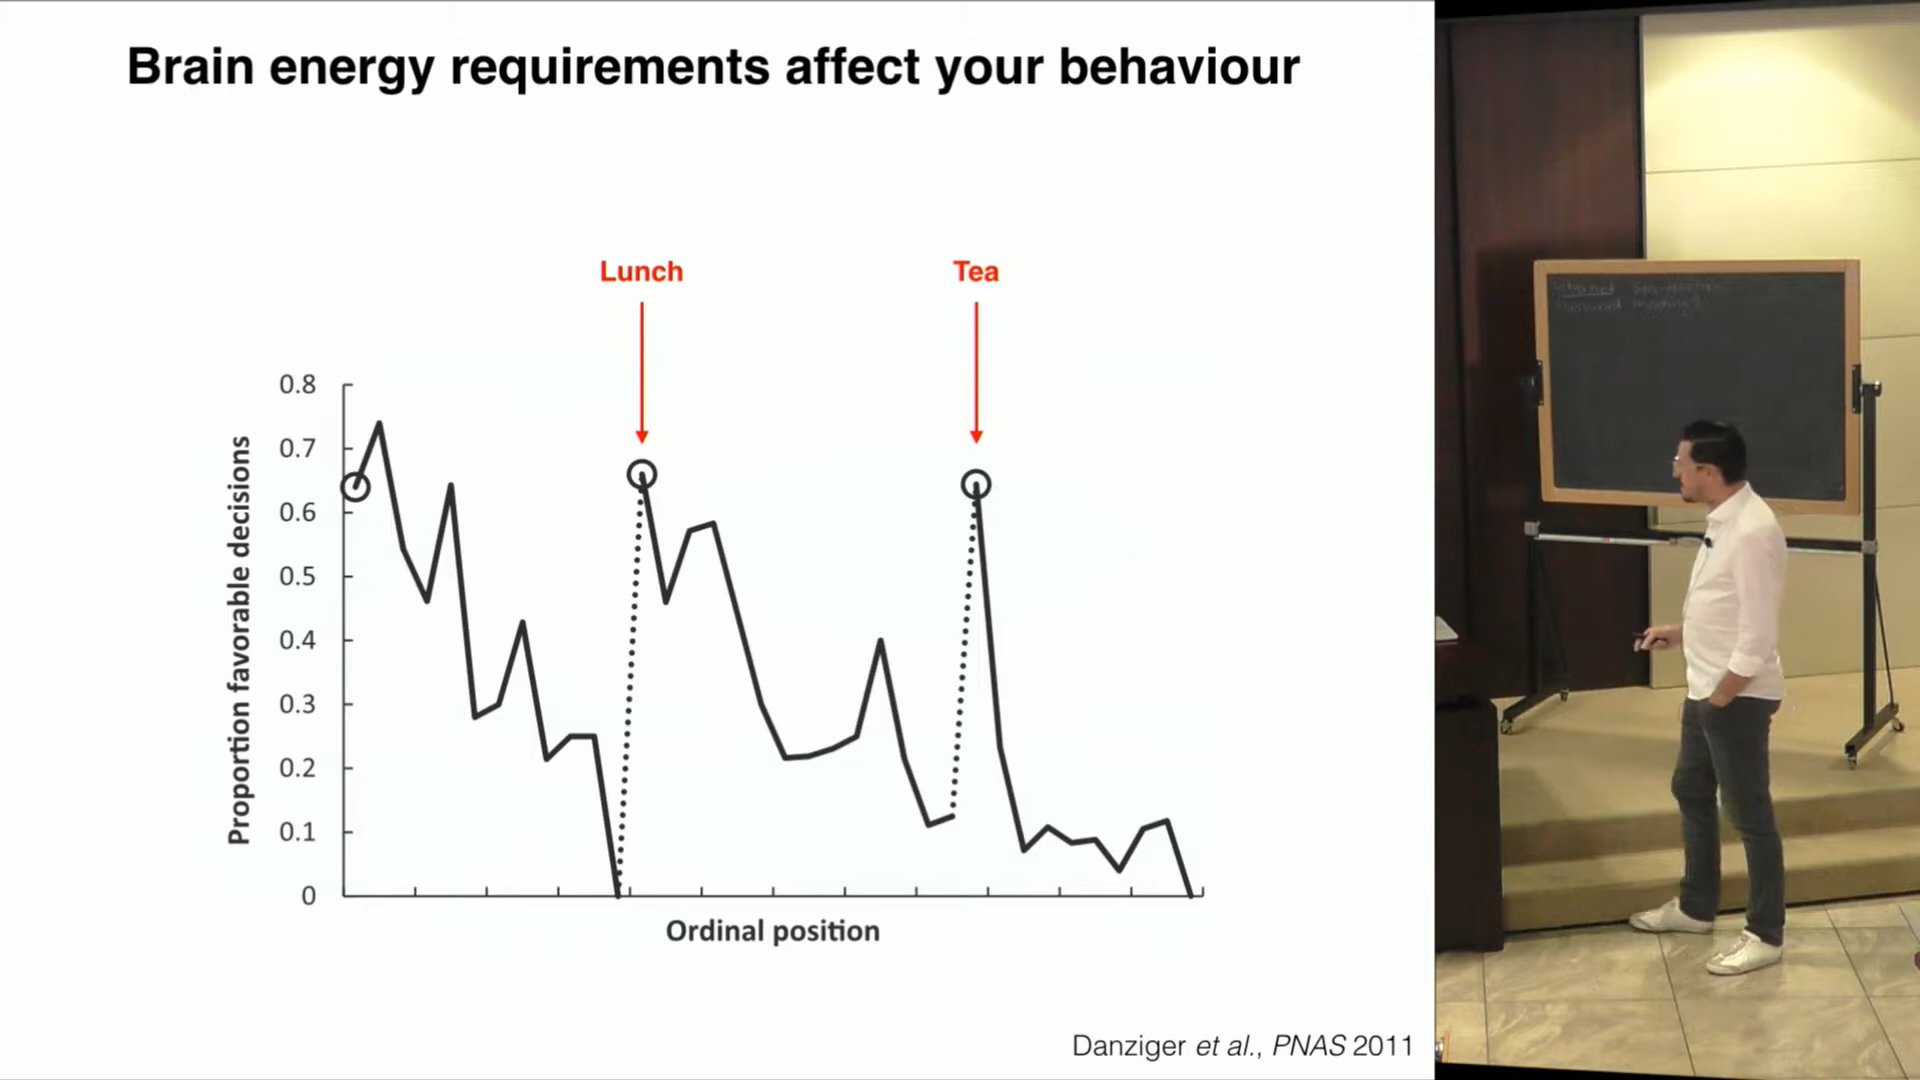 Brain energy requirements affect your behaviour
Lunch
Tea
Proportion favorable decisions
0.8
0.7
0.6
0.5
0.4
0.3
0.2
0.1
0
Ordinal position
Danziger et al., PNAS 2011